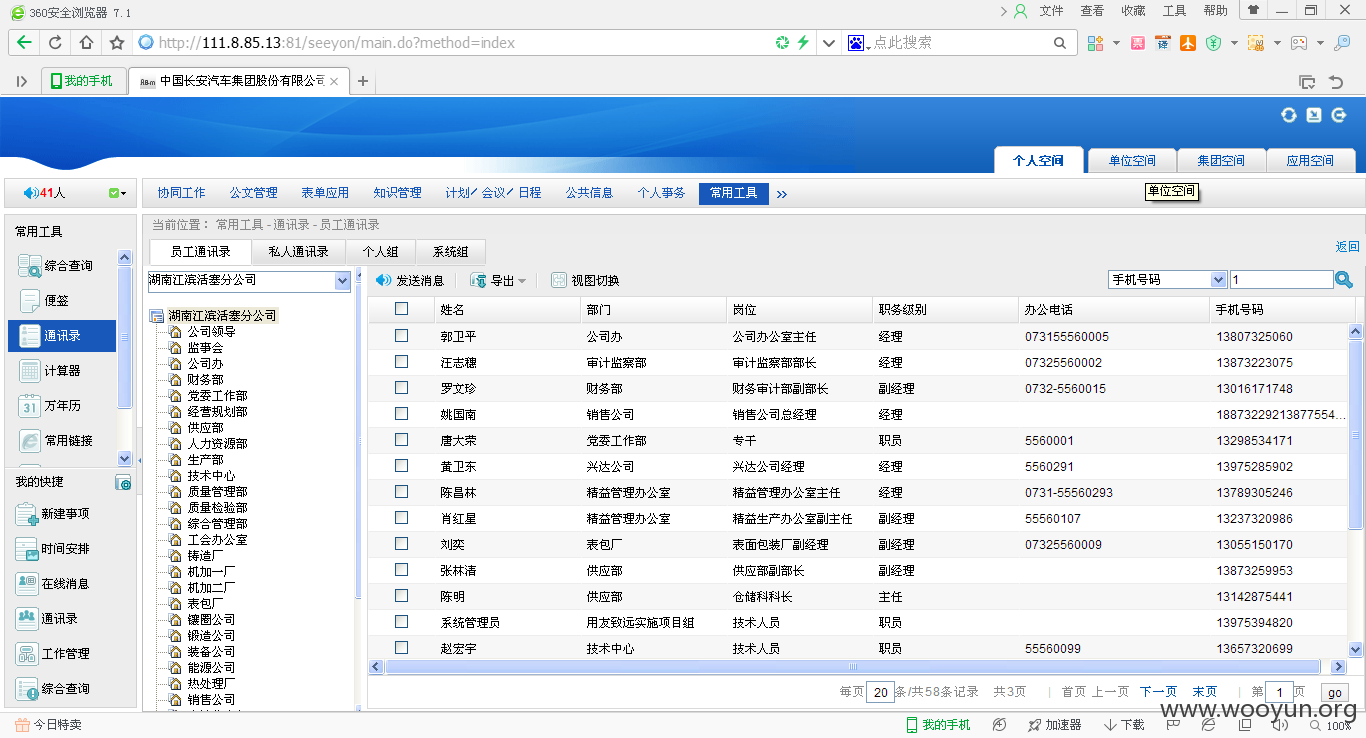 360安全浏览器 7.1
文件 查看 收藏 工具 帮助
http://111.8.85.13:81/seeyon/main.do?method=index
点此搜索
我的手机
中国长安汽车集团股份有限公司
个人空间 单位空间 集团空间 应用空间
41人
协同工作 公文管理 表单应用 知识管理 计划/会议/日程 公共信息 个人事务 常用工具 »
单位空间
常用工具
综合查询
便签
通讯录
计算器
31 万年历
常用链接
我的快捷
新建事项
时间安排
在线消息
通讯录
工作管理
综合查询
当前位置： 常用工具 - 通讯录 - 员工通讯录
员工通讯录 私人通讯录 个人组 系统组
返回
湖南江滨活塞分公司
湖南江滨活塞分公司
公司领导
监事会
公司办
财务部
党委工作部
经营规划部
供应部
人力资源部
生产部
技术中心
质量管理部
质量检验部
综合管理部
工会办公室
铸造厂
机加一厂
机加二厂
表包厂
镶圈公司
锻造公司
装备公司
能源公司
热处理厂
销售公司
发送消息 导出 视图切换
手机号码 1
姓名 部门 岗位 职务级别 办公电话 手机号码
郭卫平 公司办 公司办公室主任 经理 073155560005 13807325060
汪志穗 审计监察部 审计监察部部长 经理 07325560002 13873223075
罗文珍 财务部 财务审计部副部长 副经理 0732-5560015 13016171748
姚国南 销售公司 销售公司总经理 经理 18873229213877554...
唐大荣 党委工作部 专干 职员 5560001 13298534171
黄卫东 兴达公司 兴达公司经理 经理 5560291 13975285902
陈昌林 精益管理办公室 精益管理办公室主任 经理 0731-55560293 13789305246
肖红星 精益管理办公室 精益生产办公室副主任 副经理 55560107 13237320986
刘奕 表包厂 表面包装厂副经理 副经理 07325560009 13055150170
张林清 供应部 供应部副部长 副经理 13873259953
陈明 供应部 仓储科科长 主任 13142875441
系统管理员 用友致远实施项目组 技术人员 职员 13975394820
赵宏宇 技术中心 技术人员 职员 55560099 13657320699
每页 20 条/共58条记录 共3页 首页 上一页 下一页 末页 第 1 页 go
www.wooyun.org
今日特卖
我的手机 加速器 下载 100%